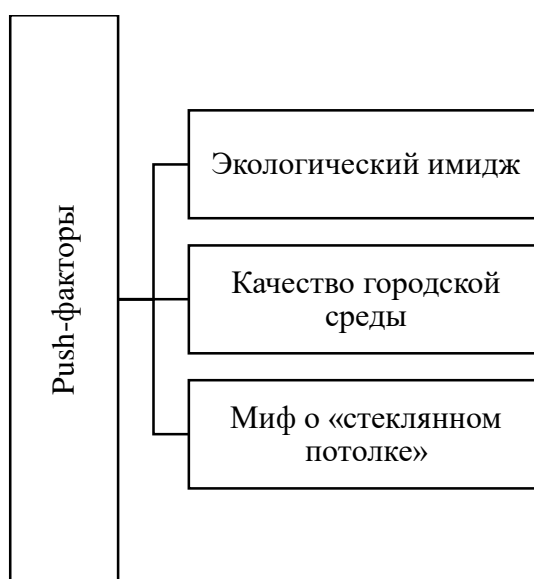 Push-факторы
Экологический имидж
Качество городской
среды
Миф о «стеклянном
потолке»